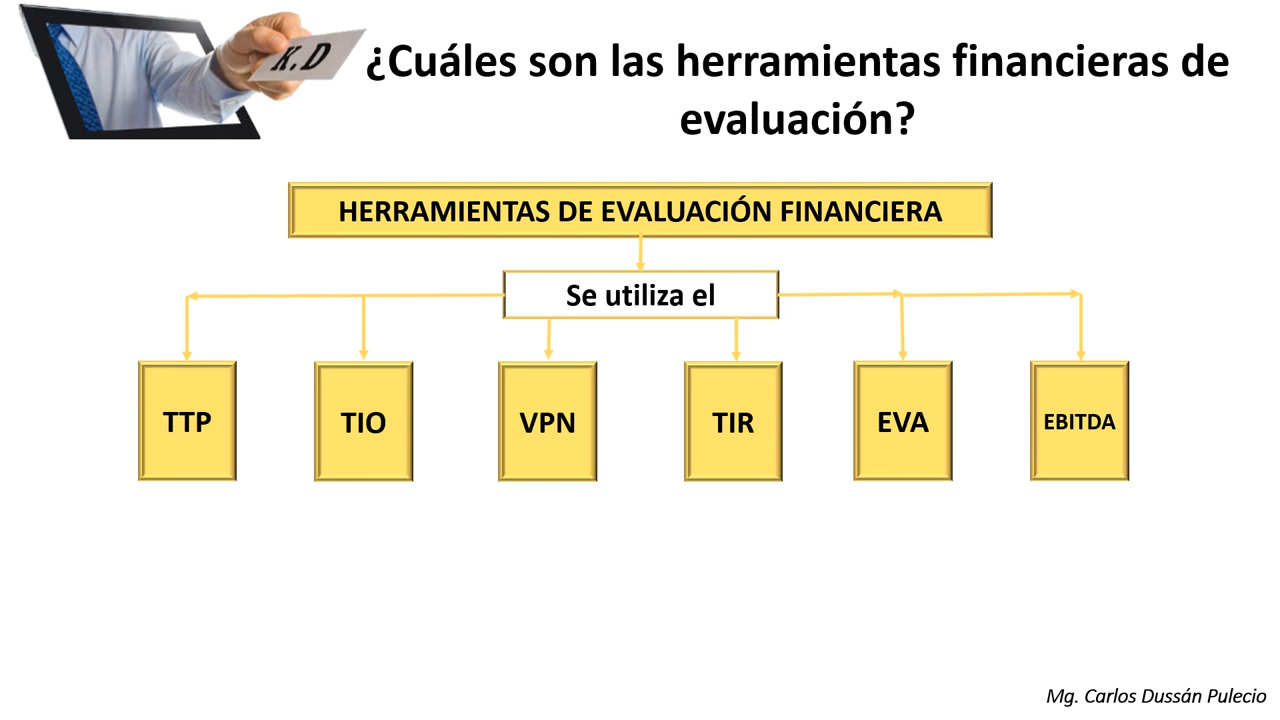 K.D
¿Cuáles son las herramientas financieras de
evaluación?
HERRAMIENTAS DE EVALUACIÓN FINANCIERA
Se utiliza el
TTP
TIO
VPN
TIR
EVA
EBITDA
Mg. Carlos Dussán Pulecio